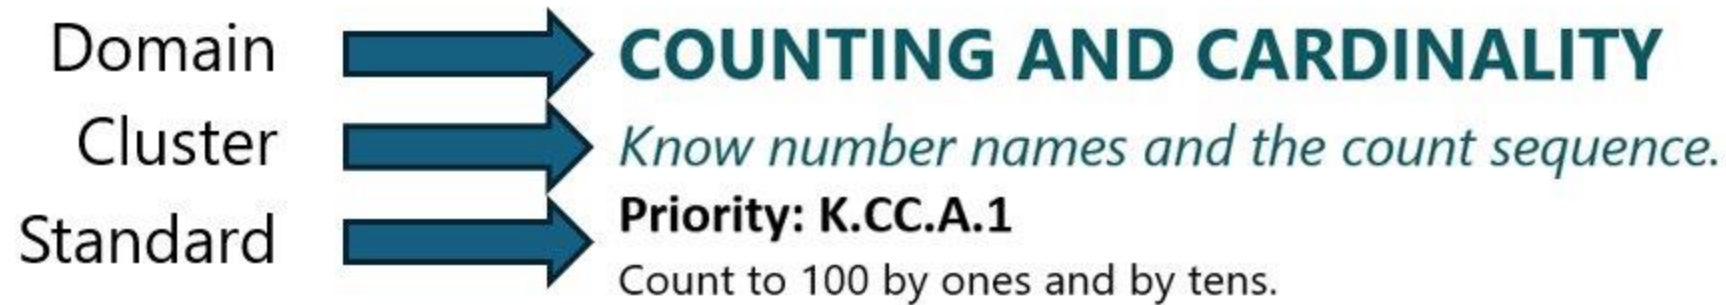 Domain COUNTING AND CARDINALITY
Cluster Know number names and the count sequence.
Standard Priority: K.CC.A.1
Count to 100 by ones and by tens.